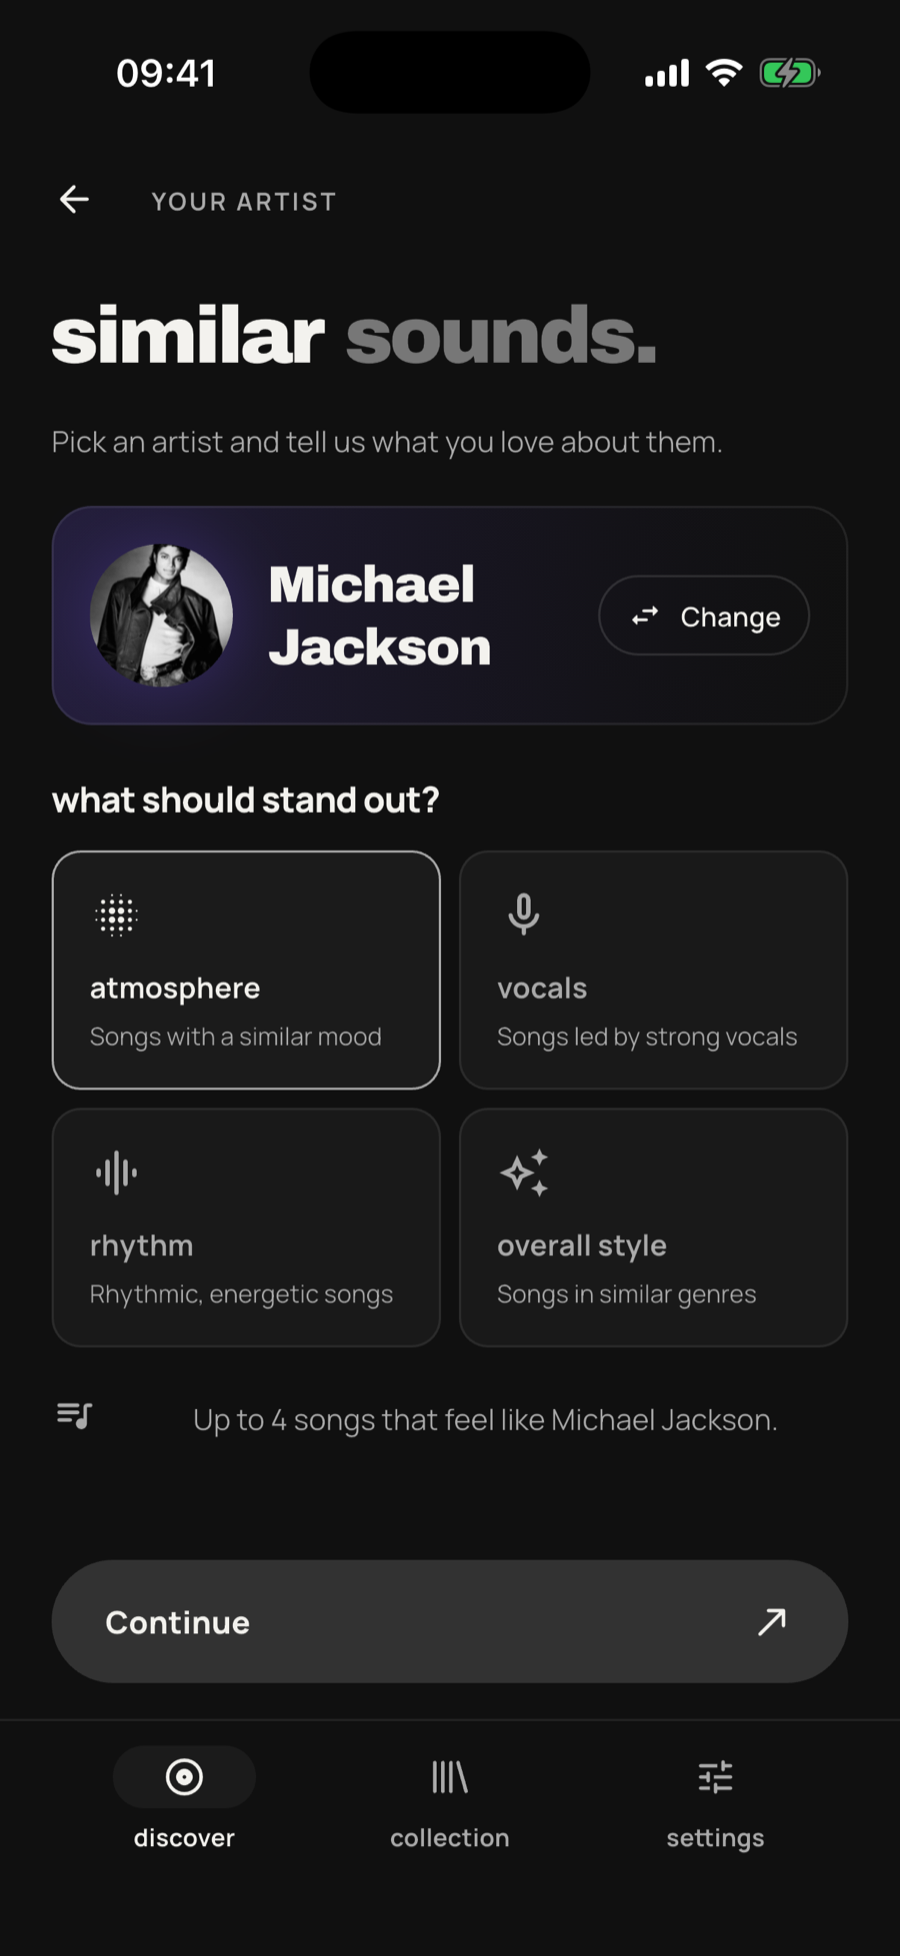 09:41
YOUR ARTIST
similar sounds.
Pick an artist and tell us what you love about them.
Michael
Jackson
Change
what should stand out?
atmosphere
Songs with a similar mood
vocals
Songs led by strong vocals
rhythm
Rhythmic, energetic songs
overall style
Songs in similar genres
Up to 4 songs that feel like Michael Jackson.
Continue
discover
collection
settings